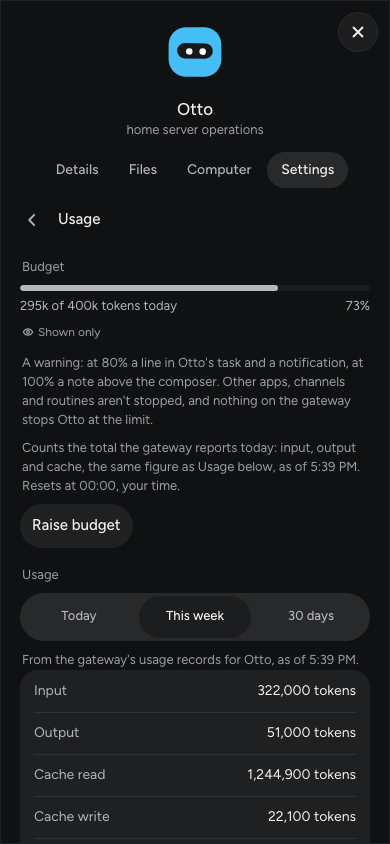 Otto
home server operations
Details Files Computer Settings
Usage
Budget
295k of 400k tokens today 73%
Shown only
A warning: at 80% a line in Otto's task and a notification, at
100% a note above the composer. Other apps, channels
and routines aren't stopped, and nothing on the gateway
stops Otto at the limit.
Counts the total the gateway reports today: input, output
and cache, the same figure as Usage below, as of 5:39 PM.
Resets at 00:00, your time.
Raise budget
Usage
Today This week 30 days
From the gateway's usage records for Otto, as of 5:39 PM.
Input 322,000 tokens
Output 51,000 tokens
Cache read 1,244,900 tokens
Cache write 22,100 tokens